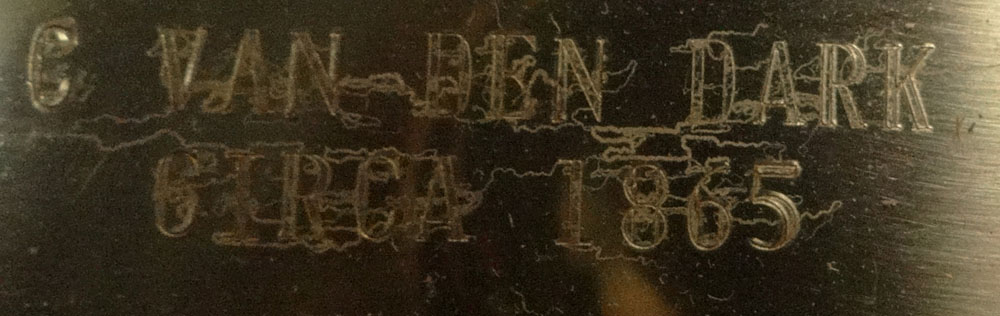 C VAN DEN DARK
CIRCA 1865